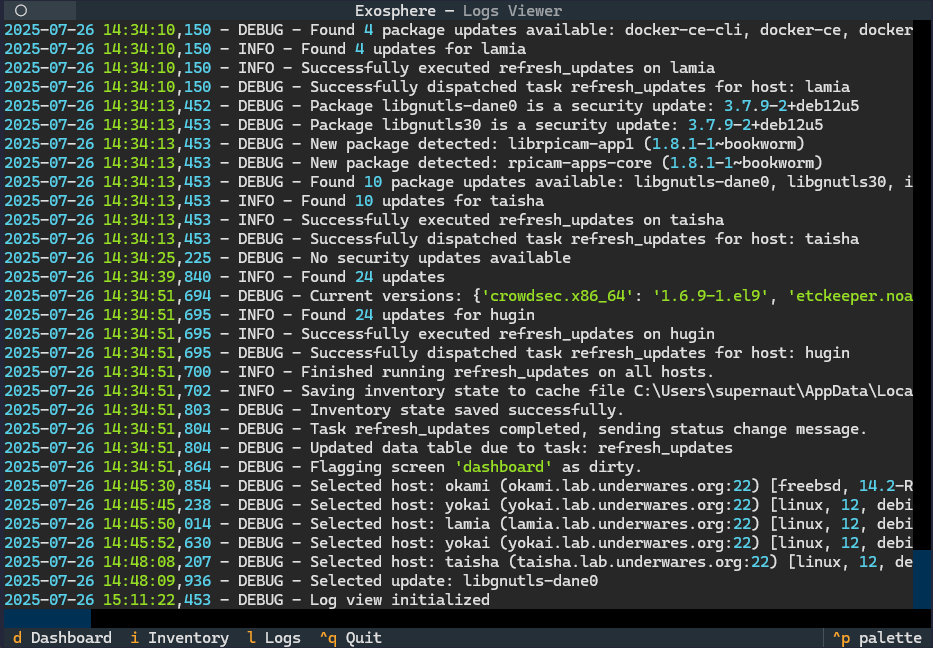 Exosphere — Logs Viewer
2025-07-26 14:34:10,150 - DEBUG - Found 4 package updates available: docker-ce-cli, docker-ce, docker
2025-07-26 14:34:10,150 - INFO - Found 4 updates for lamia
2025-07-26 14:34:10,150 - INFO - Successfully executed refresh_updates on lamia
2025-07-26 14:34:10,150 - DEBUG - Successfully dispatched task refresh_updates for host: lamia
2025-07-26 14:34:13,452 - DEBUG - Package libgnutls-dane0 is a security update: 3.7.9-2+deb12u5
2025-07-26 14:34:13,453 - DEBUG - Package libgnutls30 is a security update: 3.7.9-2+deb12u5
2025-07-26 14:34:13,453 - DEBUG - New package detected: librpicam-app1 (1.8.1-1~bookworm)
2025-07-26 14:34:13,453 - DEBUG - New package detected: rpicam-apps-core (1.8.1-1~bookworm)
2025-07-26 14:34:13,453 - DEBUG - Found 10 package updates available: libgnutls-dane0, libgnutls30, i
2025-07-26 14:34:13,453 - INFO - Found 10 updates for taisha
2025-07-26 14:34:13,453 - INFO - Successfully executed refresh_updates on taisha
2025-07-26 14:34:13,453 - DEBUG - Successfully dispatched task refresh_updates for host: taisha
2025-07-26 14:34:25,225 - DEBUG - No security updates available
2025-07-26 14:34:39,840 - INFO - Found 24 updates
2025-07-26 14:34:51,694 - DEBUG - Current versions: {'crowdsec.x86_64': '1.6.9-1.el9', 'etckeeper.noa
2025-07-26 14:34:51,695 - INFO - Found 24 updates for hugin
2025-07-26 14:34:51,695 - INFO - Successfully executed refresh_updates on hugin
2025-07-26 14:34:51,695 - DEBUG - Successfully dispatched task refresh_updates for host: hugin
2025-07-26 14:34:51,700 - INFO - Finished running refresh_updates on all hosts.
2025-07-26 14:34:51,702 - INFO - Saving inventory state to cache file C:\Users\supernaut\AppData\Loca
2025-07-26 14:34:51,803 - DEBUG - Inventory state saved successfully.
2025-07-26 14:34:51,804 - DEBUG - Task refresh_updates completed, sending status change message.
2025-07-26 14:34:51,804 - DEBUG - Updated data table due to task: refresh_updates
2025-07-26 14:34:51,864 - DEBUG - Flagging screen 'dashboard' as dirty.
2025-07-26 14:45:30,854 - DEBUG - Selected host: okami (okami.lab.underwares.org:22) [freebsd, 14.2-R
2025-07-26 14:45:45,238 - DEBUG - Selected host: yokai (yokai.lab.underwares.org:22) [linux, 12, debi
2025-07-26 14:45:50,014 - DEBUG - Selected host: lamia (lamia.lab.underwares.org:22) [linux, 12, debi
2025-07-26 14:45:52,630 - DEBUG - Selected host: yokai (yokai.lab.underwares.org:22) [linux, 12, debi
2025-07-26 14:48:08,207 - DEBUG - Selected host: taisha (taisha.lab.underwares.org:22) [linux, 12, de
2025-07-26 14:48:09,936 - DEBUG - Selected update: libgnutls-dane0
2025-07-26 15:11:22,453 - DEBUG - Log view initialized
d Dashboard i Inventory l Logs ^q Quit ^p palette